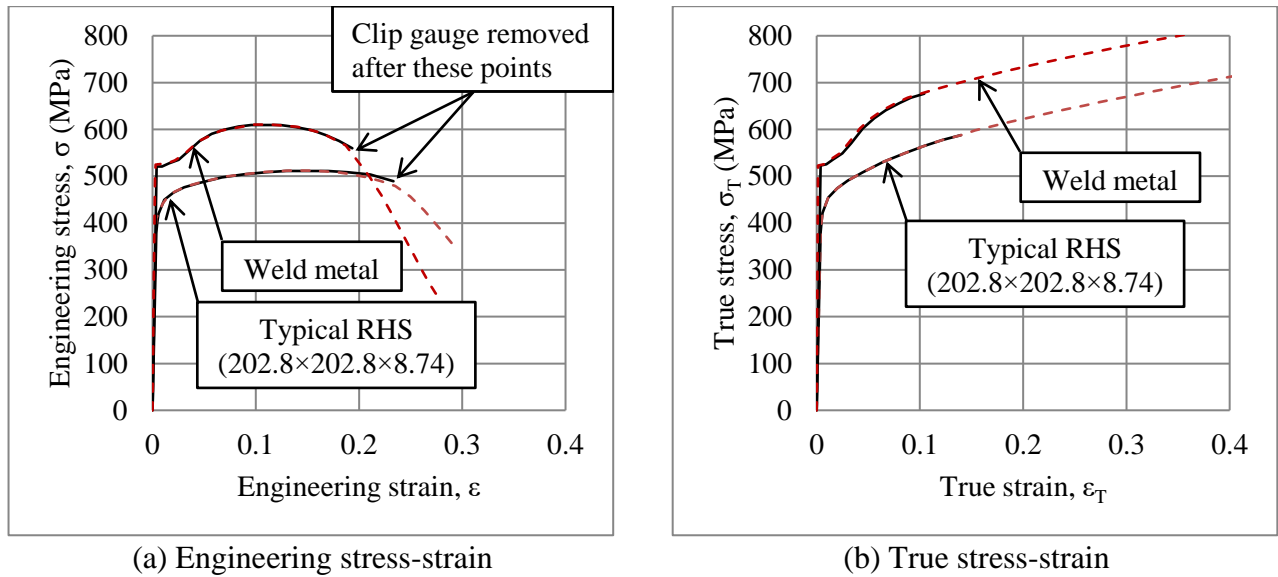 800
700
600
500
400
300
200
100
0
Engineering stress, σ (MPa)
Clip gauge removed
after these points
Weld metal
Typical RHS
(202.8×202.8×8.74)
0 0.1 0.2 0.3 0.4
Engineering strain, ε
(a) Engineering stress-strain
800
700
600
500
400
300
200
100
0
True stress, σT (MPa)
Weld metal
Typical RHS
(202.8×202.8×8.74)
0 0.1 0.2 0.3 0.4
True strain, εT
(b) True stress-strain